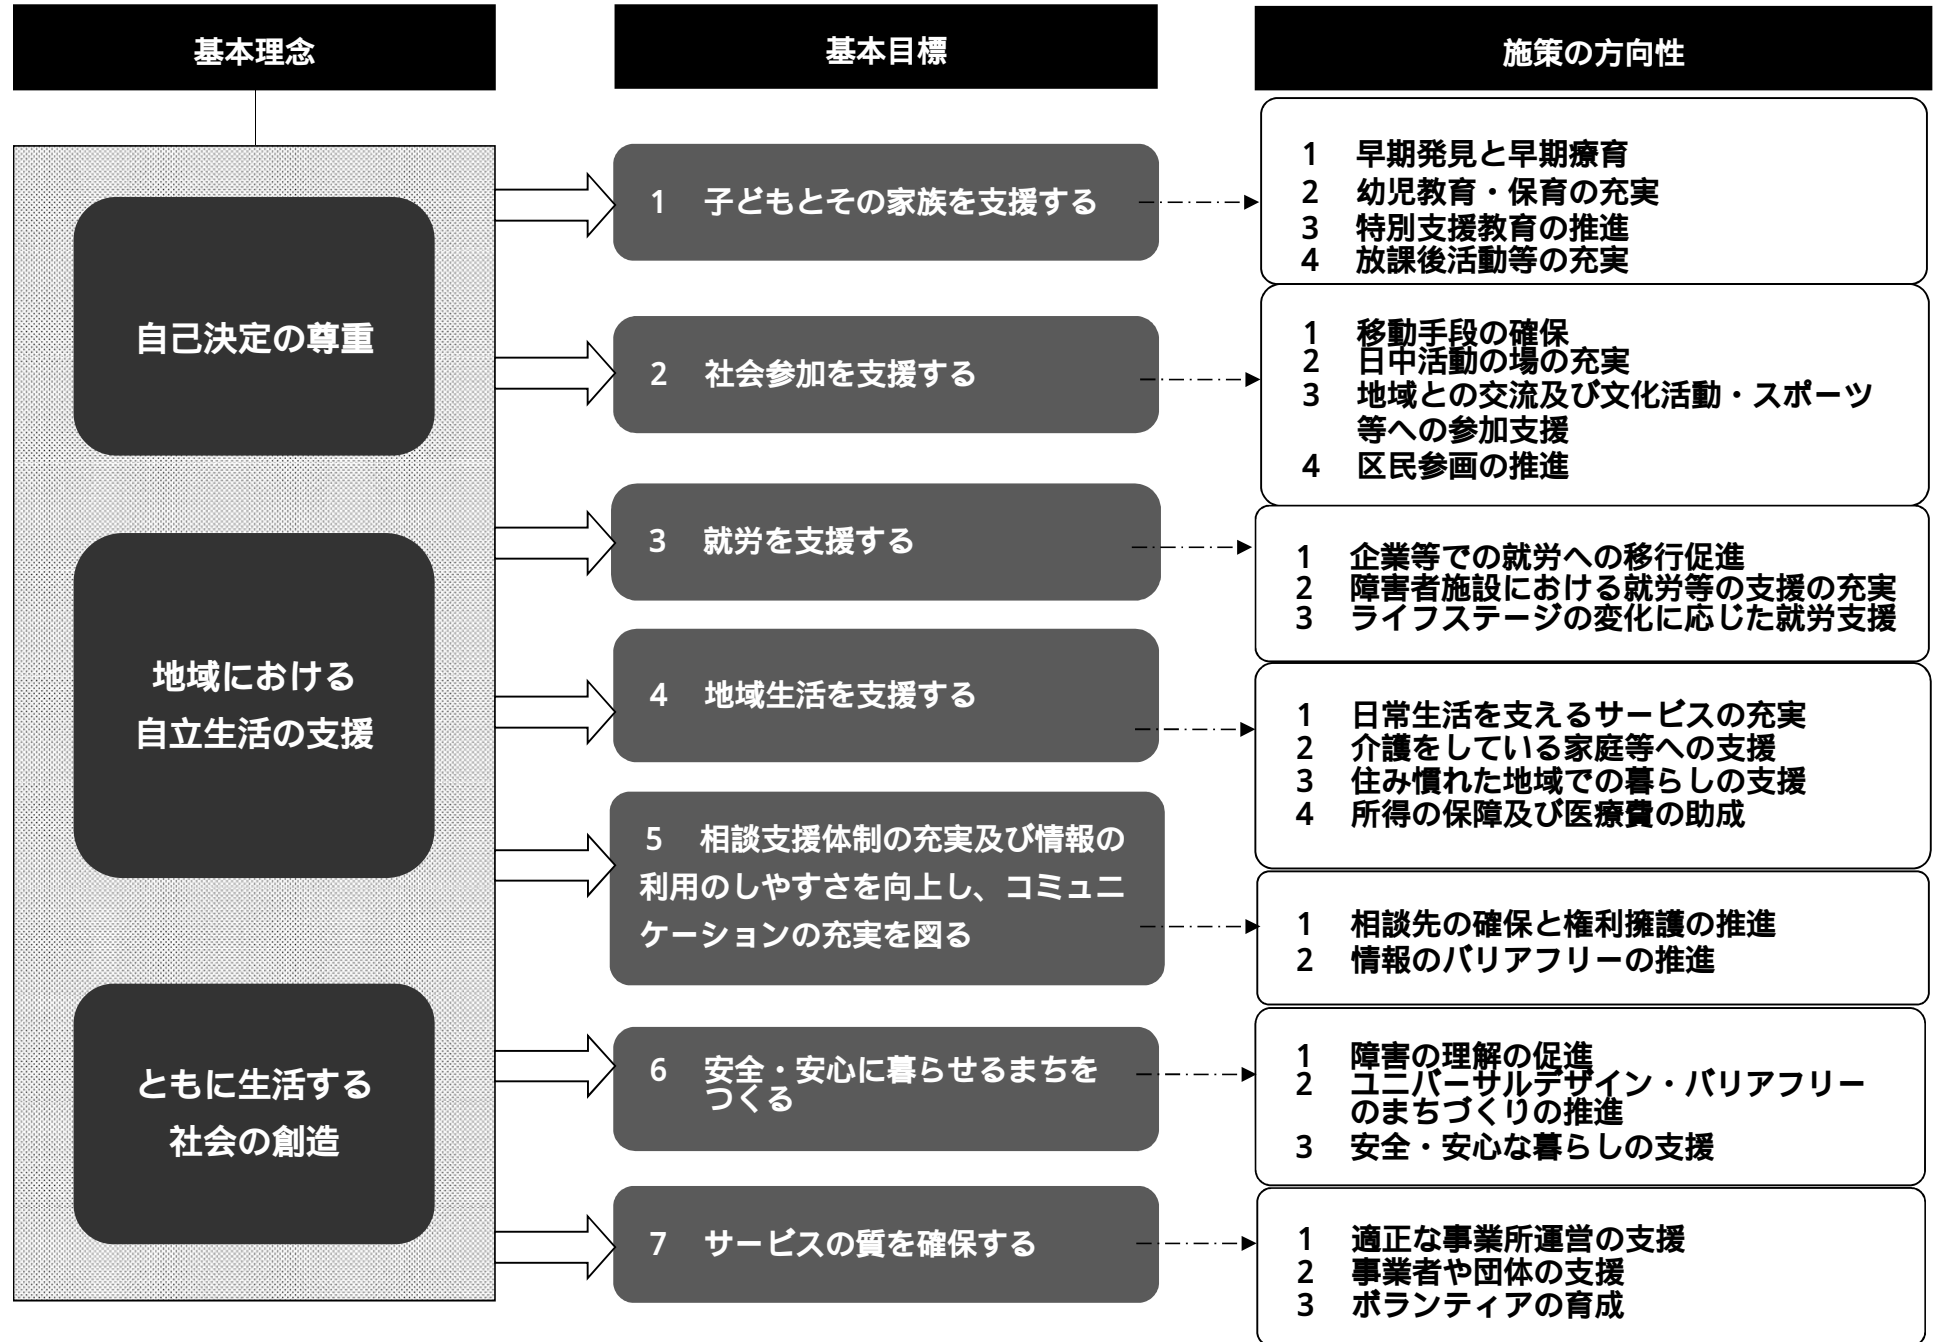 基本理念
自己決定の尊重
地域における
自立生活の支援
ともに生活する
社会の創造
基本目標
1 子どもとその家族を支援する
2 社会参加を支援する
3 就労を支援する
4 地域生活を支援する
5 相談支援体制の充実及び情報の
利用のしやすさを向上し、コミュニ
ケーションの充実を図る
6 安全・安心に暮らせるまちを
つくる
7 サービスの質を確保する
施策の方向性
1 早期発見と早期療育
2 幼児教育・保育の充実
3 特別支援教育の推進
4 放課後活動等の充実
1 移動手段の確保
2 日中活動の場の充実
3 地域との交流及び文化活動・スポーツ
等への参加支援
4 区民参画の推進
1 企業等での就労への移行促進
2 障害者施設における就労等の支援の充実
3 ライフステージの変化に応じた就労支援
1 日常生活を支えるサービスの充実
2 介護をしている家庭等への支援
3 住み慣れた地域での暮らしの支援
4 所得の保障及び医療費の助成
1 相談先の確保と権利擁護の推進
2 情報のバリアフリーの推進
1 障害の理解の促進
2 ユニバーサルデザイン・バリアフリー
のまちづくりの推進
3 安全・安心な暮らしの支援
1 適正な事業所運営の支援
2 事業者や団体の支援
3 ボランティアの育成